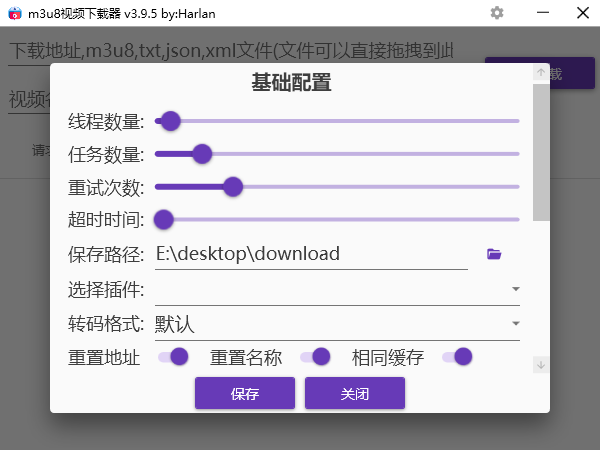 m3u8视频下载器 v3.9.5 by:Harlan
下载地址,m3u8,txt,json,xml文件(文件可以直接拖拽到此
载
视频名
请求
基础配置
线程数量:
任务数量:
重试次数:
超时时间:
保存路径: E:\desktop\download
选择插件:
转码格式: 默认
重置地址 重置名称 相同缓存
保存 关闭